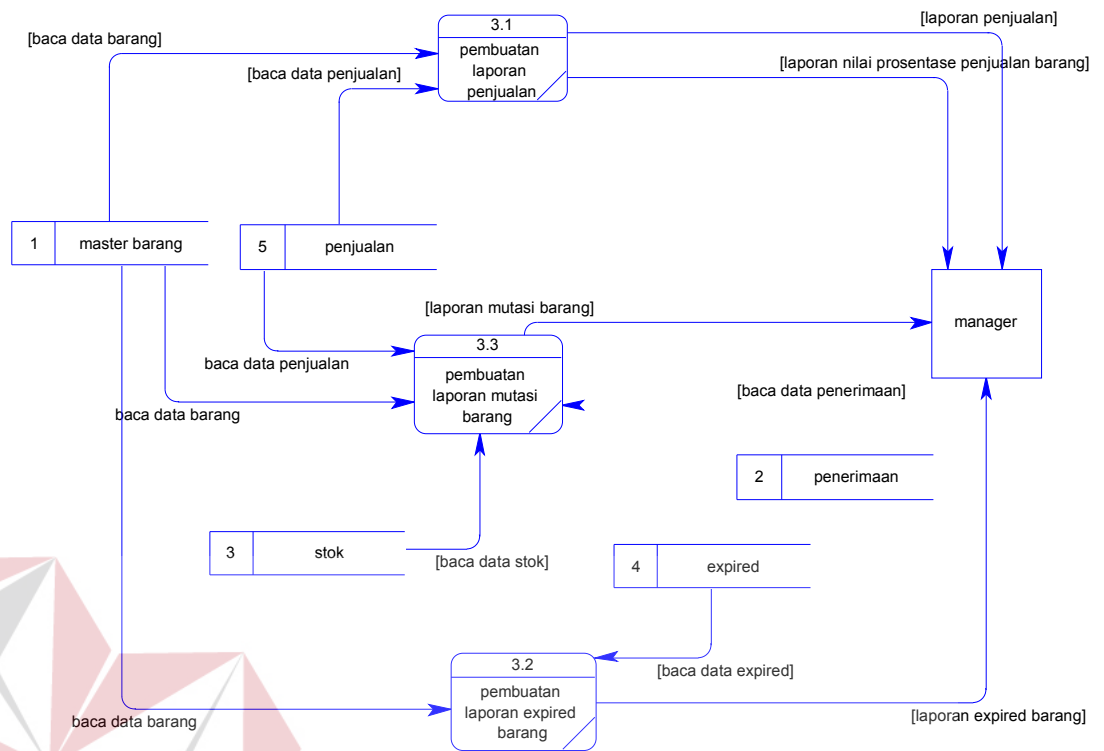 [laporan penjualan]
3.1
[baca data barang]
pembuatan
laporan
penjualan
[laporan nilai prosentase penjualan barang]
[baca data penjualan]
1
master barang
5
penjualan
[laporan mutasi barang]
manager
3.3
baca data penjualan
pembuatan
laporan mutasi
barang
[baca data penerimaan]
baca data barang
2
penerimaan
3
stok
[baca data stok]
4
expired
3.2
[baca data expired]
pembuatan
laporan expired
barang
baca data barang
[laporan expired barang]